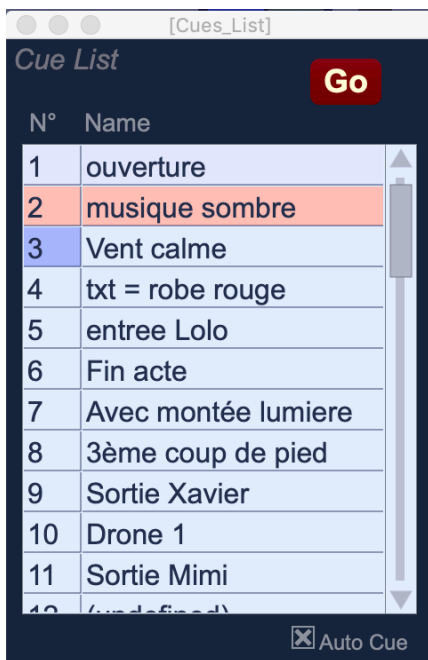 [Cues_List]
Cue List
Go
N° Name
1 ouverture
2 musique sombre
3 Vent calme
4 txt = robe rouge
5 entree Lolo
6 Fin acte
7 Avec montée lumiere
8 3ème coup de pied
9 Sortie Xavier
10 Drone 1
11 Sortie Mimi
12 (undefined)
Auto Cue